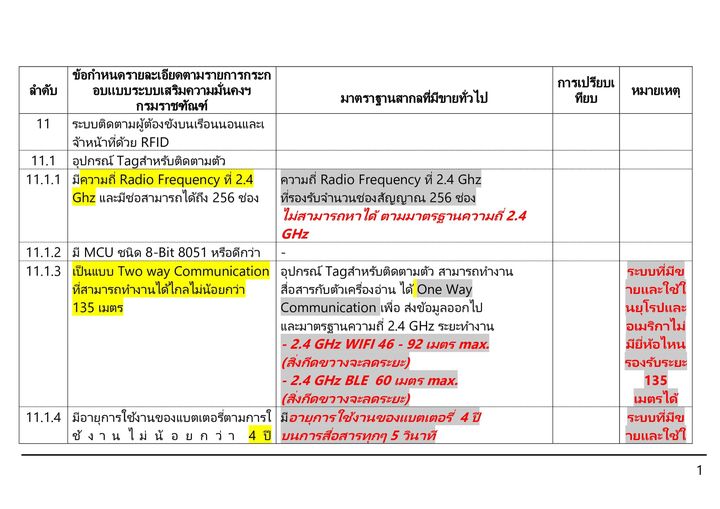 ลำดับ
ข้อกำหนดรายละเอียดตามรายการกระก
อบแบบระบบเสริมความมั่นคงฯ
กรมราชฑัณฑ์
มาตราฐานสากลที่มีขายทั่วไป
การเปรียบเ
ทียบ
หมายเหตุ
11
ระบบติดตามผู้ต้องขังบนเรือนนอนและเ
จ้าหน้าที่ด้วย RFID
11.1
อุปกรณ์ Tagสำหรับติดตามตัว
11.1.1
มีความถี่ Radio Frequency ที่ 2.4
Ghz และมีช่อสามารถได้ถึง 256 ช่อง
ความถี่ Radio Frequency ที่ 2.4 Ghz
ที่รองรับจำนวนช่องสัญญาณ 256 ช่อง
ไม่สามารถหาได้ ตามมาตรฐานความถี่ 2.4
GHz
11.1.2
มี MCU ชนิด 8-Bit 8051 หรือดีกว่า
-
11.1.3
เป็นแบบ Two way Communication
ที่สามารถทำงานได้ไกลไม่น้อยกว่า
135 เมตร
อุปกรณ์ Tagสำหรับติดตามตัว สามารถทำงาน
สื่อสารกับตัวเครื่องอ่าน ได้ One Way
Communication เพื่อ ส่งข้อมูลออกไป
และมาตรฐานความถี่ 2.4 GHz ระยะทำงาน
- 2.4 GHz WIFI 46 - 92 เมตร max.
(สิ่งกีดขวางจะลดระยะ)
- 2.4 GHz BLE 60 เมตร max.
(สิ่งกีดขวางจะลดระยะ)
ระบบที่มีข
ายและใช้ใ
นยุโรปและ
อเมริกาไม่
มียี่ห้อไหน
รองรับระยะ
135
เมตรได้
11.1.4
มีอายุการใช้งานของแบตเตอรี่ตามการใ
ช้งานไม่น้อยกว่า 4 ปี
มีอายุการใช้งานของแบตเตอรี่ 4 ปี
บนการสื่อสารทุกๆ 5 วินาที
ระบบที่มีข
ายและใช้ใ
1